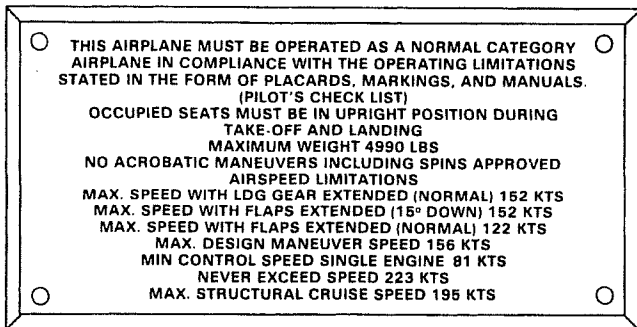 THIS AIRPLANE MUST BE OPERATED AS A NORMAL CATEGORY
AIRPLANE IN COMPLIANCE WITH THE OPERATING LIMITATIONS
STATED IN THE FORM OF PLACARDS, MARKINGS, AND MANUALS.
(PILOT'S CHECK LIST)
OCCUPIED SEATS MUST BE IN UPRIGHT POSITION DURING
TAKE-OFF AND LANDING
MAXIMUM WEIGHT 4990 LBS
NO ACROBATIC MANEUVERS INCLUDING SPINS APPROVED
AIRSPEED LIMITATIONS
MAX. SPEED WITH LDG GEAR EXTENDED (NORMAL) 152 KTS
MAX. SPEED WITH FLAPS EXTENDED (15º DOWN) 152 KTS
MAX. SPEED WITH FLAPS EXTENDED (NORMAL) 122 KTS
MAX. DESIGN MANEUVER SPEED 156 KTS
MIN CONTROL SPEED SINGLE ENGINE 81 KTS
NEVER EXCEED SPEED 223 KTS
MAX. STRUCTURAL CRUISE SPEED 195 KTS